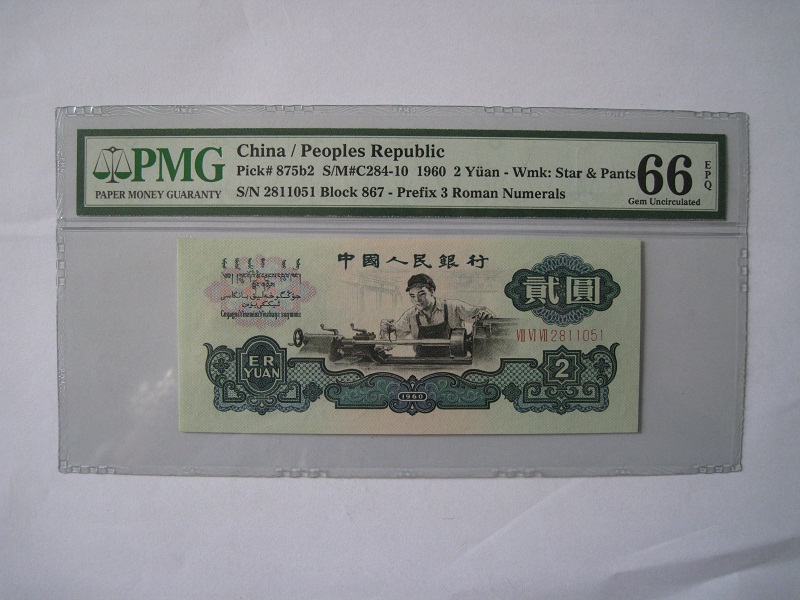 PMG
PAPER MONEY GUARANTY
China / Peoples Republic
Pick# 875b2 S/M#C284-10 1960 2 Yüan - Wmk: Star & Pants
S/N 2811051 Block 867 - Prefix 3 Roman Numerals
66
EPQ
Gem Uncirculated
中國人民銀行
貳圓
VIII VI VII 2811051
ER
YUAN
2
1960